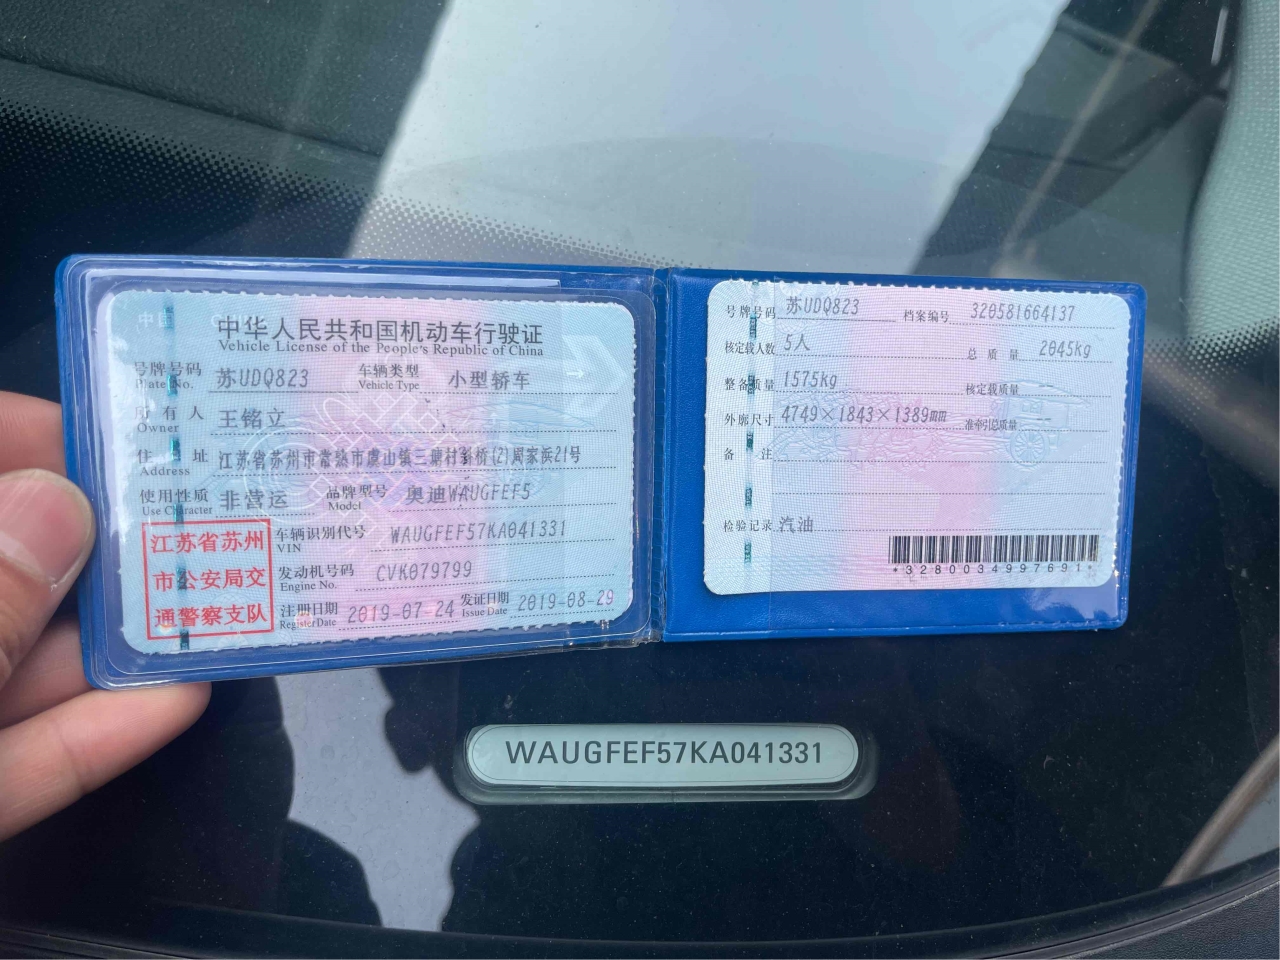 中华人民共和国机动车行驶证
Vehicle License of the People's Republic of China
号牌号码 苏UDQ823 车辆类型 小型轿车
Plate No. Vehicle Type
所有人 王铭立
Owner
住址 江苏省苏州市常熟市虞山镇三塘村斜桥(2)周家浜21号
Address
使用性质 非营运 品牌型号 奥迪WAUGFEF5
Use Character Model
江苏省苏州
市公安局交
通警察支队
车辆识别代号 WAUGFEF57KA041331
VIN
发动机号码 CVK079799
Engine No.
注册日期 2019-07-24 发证日期 2019-08-29
Register Date Issue Date
号牌号码 苏UDQ823 档案编号 320581664137
核定载人数 5人 总质量 2045kg
整备质量 1575kg 核定载质量
外廓尺寸 4749×1843×1389mm 准牵引总质量
备注
检验记录 汽油
*3280034997691*
WAUGFEF57KA041331